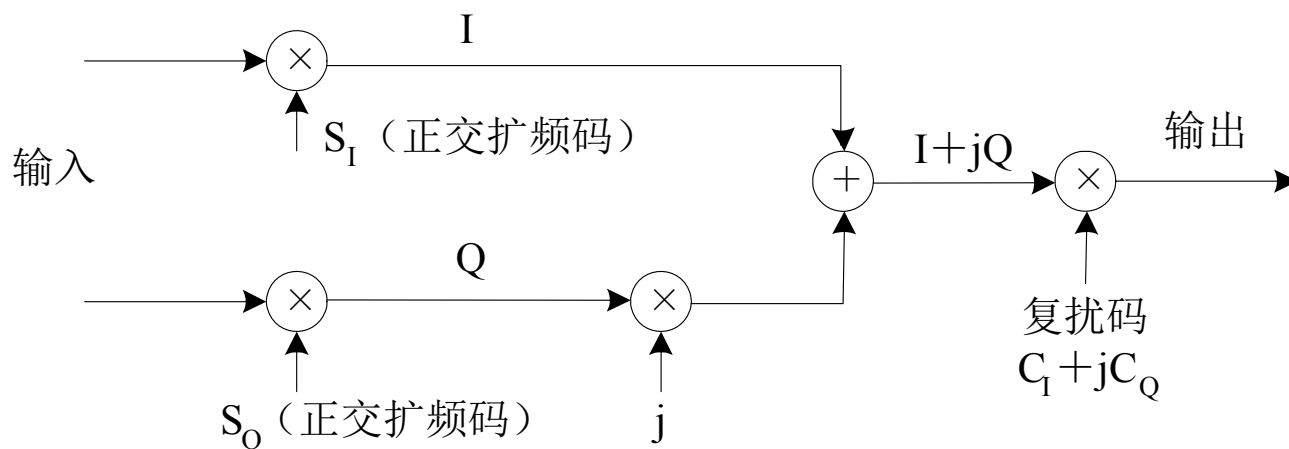 I
×
S_I（正交扩频码）
输入
+
I＋jQ
×
输出
Q
×
×
复扰码
C_I＋jC_Q
S_O（正交扩频码）
j